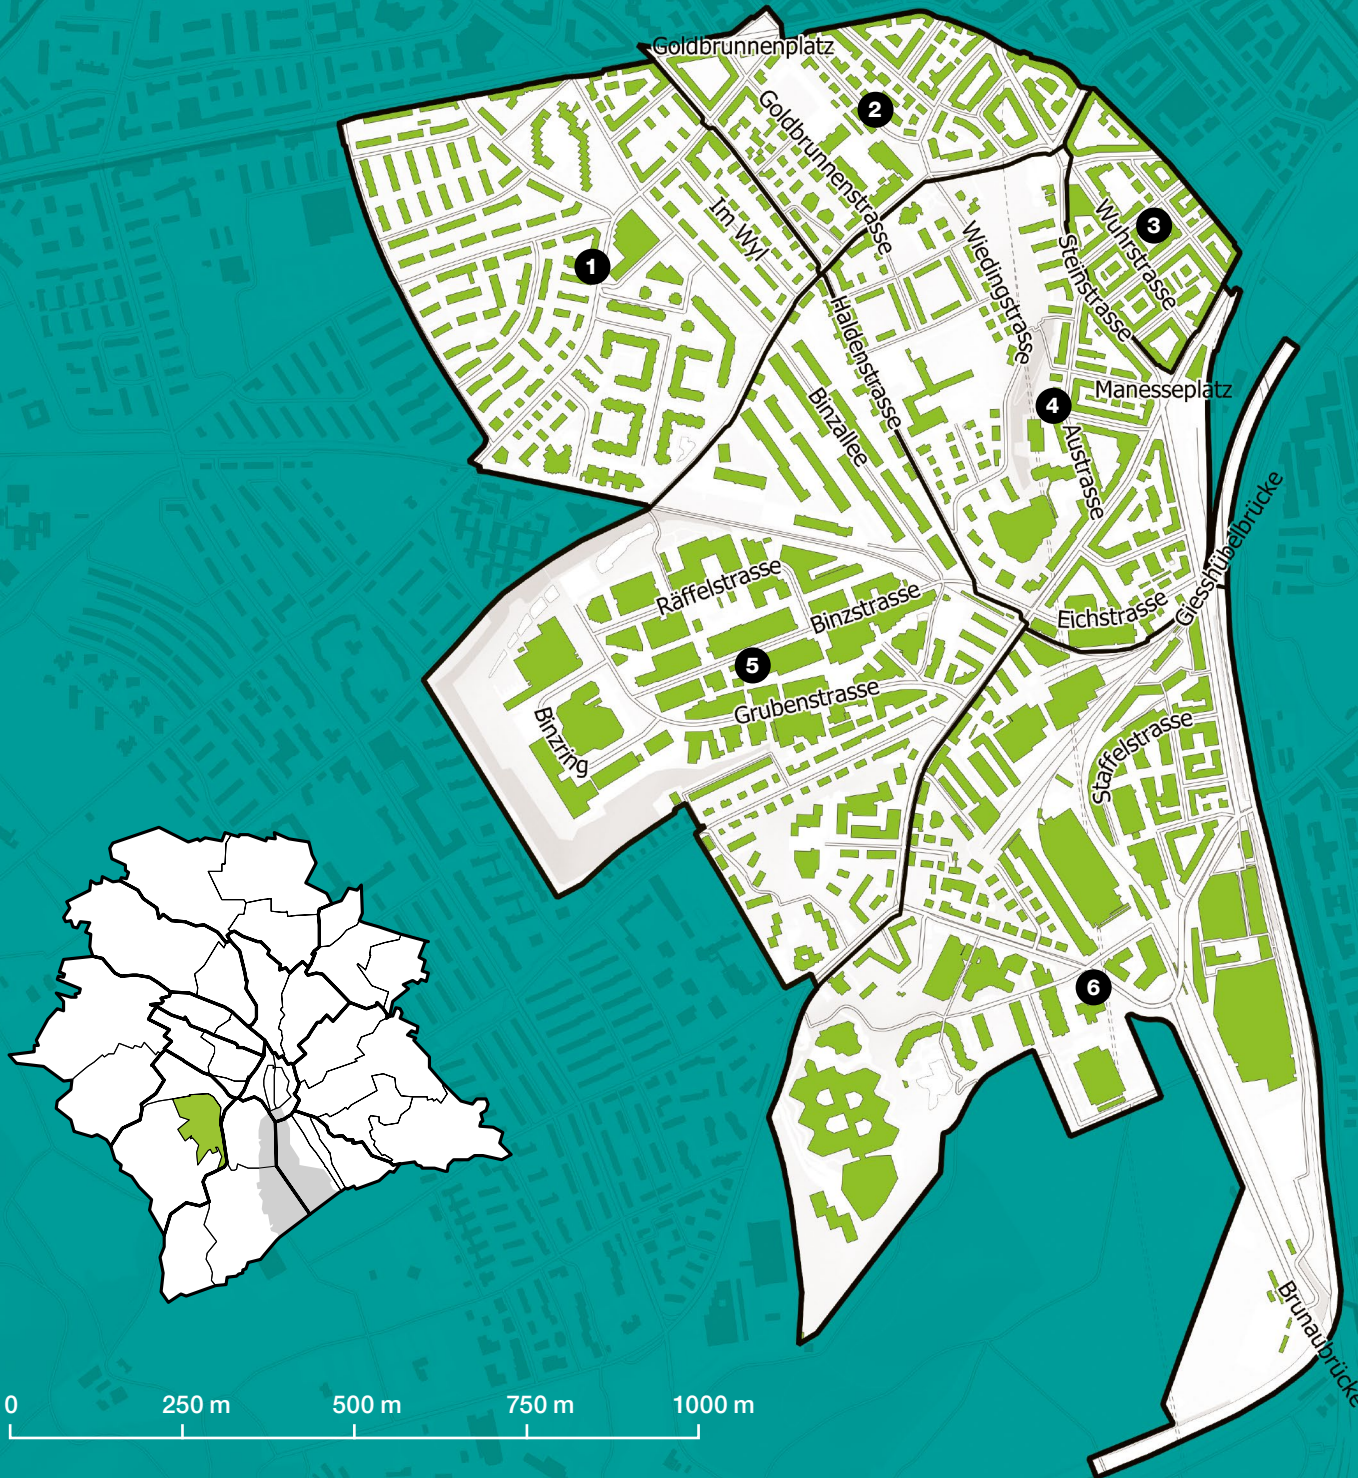 Goldbrunnenplatz
2
Goldbrunnenstrasse
3
Wuhrstrasse
Im Wyl
1
Wiedingstrasse
Steinstrasse
Haldenstrasse
Manesseplatz
4
Binzallee
Austrasse
Giesshübelbrücke
Räffelstrasse
Binzstrasse
Eichstrasse
5
Grubenstrasse
Binzring
Staffelstrasse
6
Brunaubrücke
0 250 m 500 m 750 m 1000 m